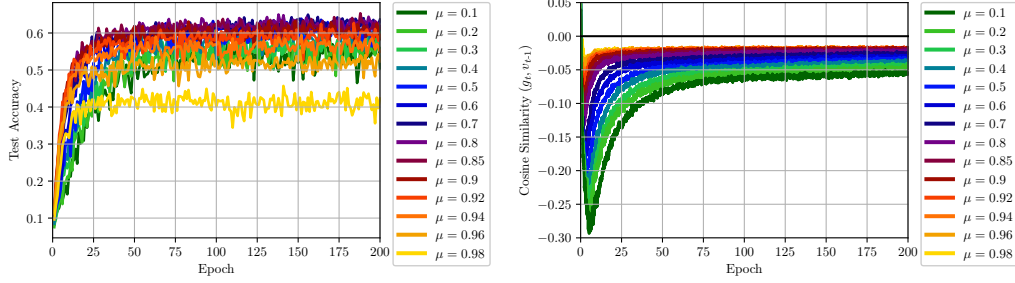 Test Accuracy
0.6
0.5
0.4
0.3
0.2
0.1
0
25
50
75
100
125
150
175
200
Epoch
μ = 0.1
μ = 0.2
μ = 0.3
μ = 0.4
μ = 0.5
μ = 0.6
μ = 0.7
μ = 0.8
μ = 0.85
μ = 0.9
μ = 0.92
μ = 0.94
μ = 0.96
μ = 0.98
Cosine Similarity (gt, vt-1)
0.05
0.00
−0.05
−0.10
−0.15
−0.20
−0.25
−0.30
0
25
50
75
100
125
150
175
200
Epoch
μ = 0.1
μ = 0.2
μ = 0.3
μ = 0.4
μ = 0.5
μ = 0.6
μ = 0.7
μ = 0.8
μ = 0.85
μ = 0.9
μ = 0.92
μ = 0.94
μ = 0.96
μ = 0.98